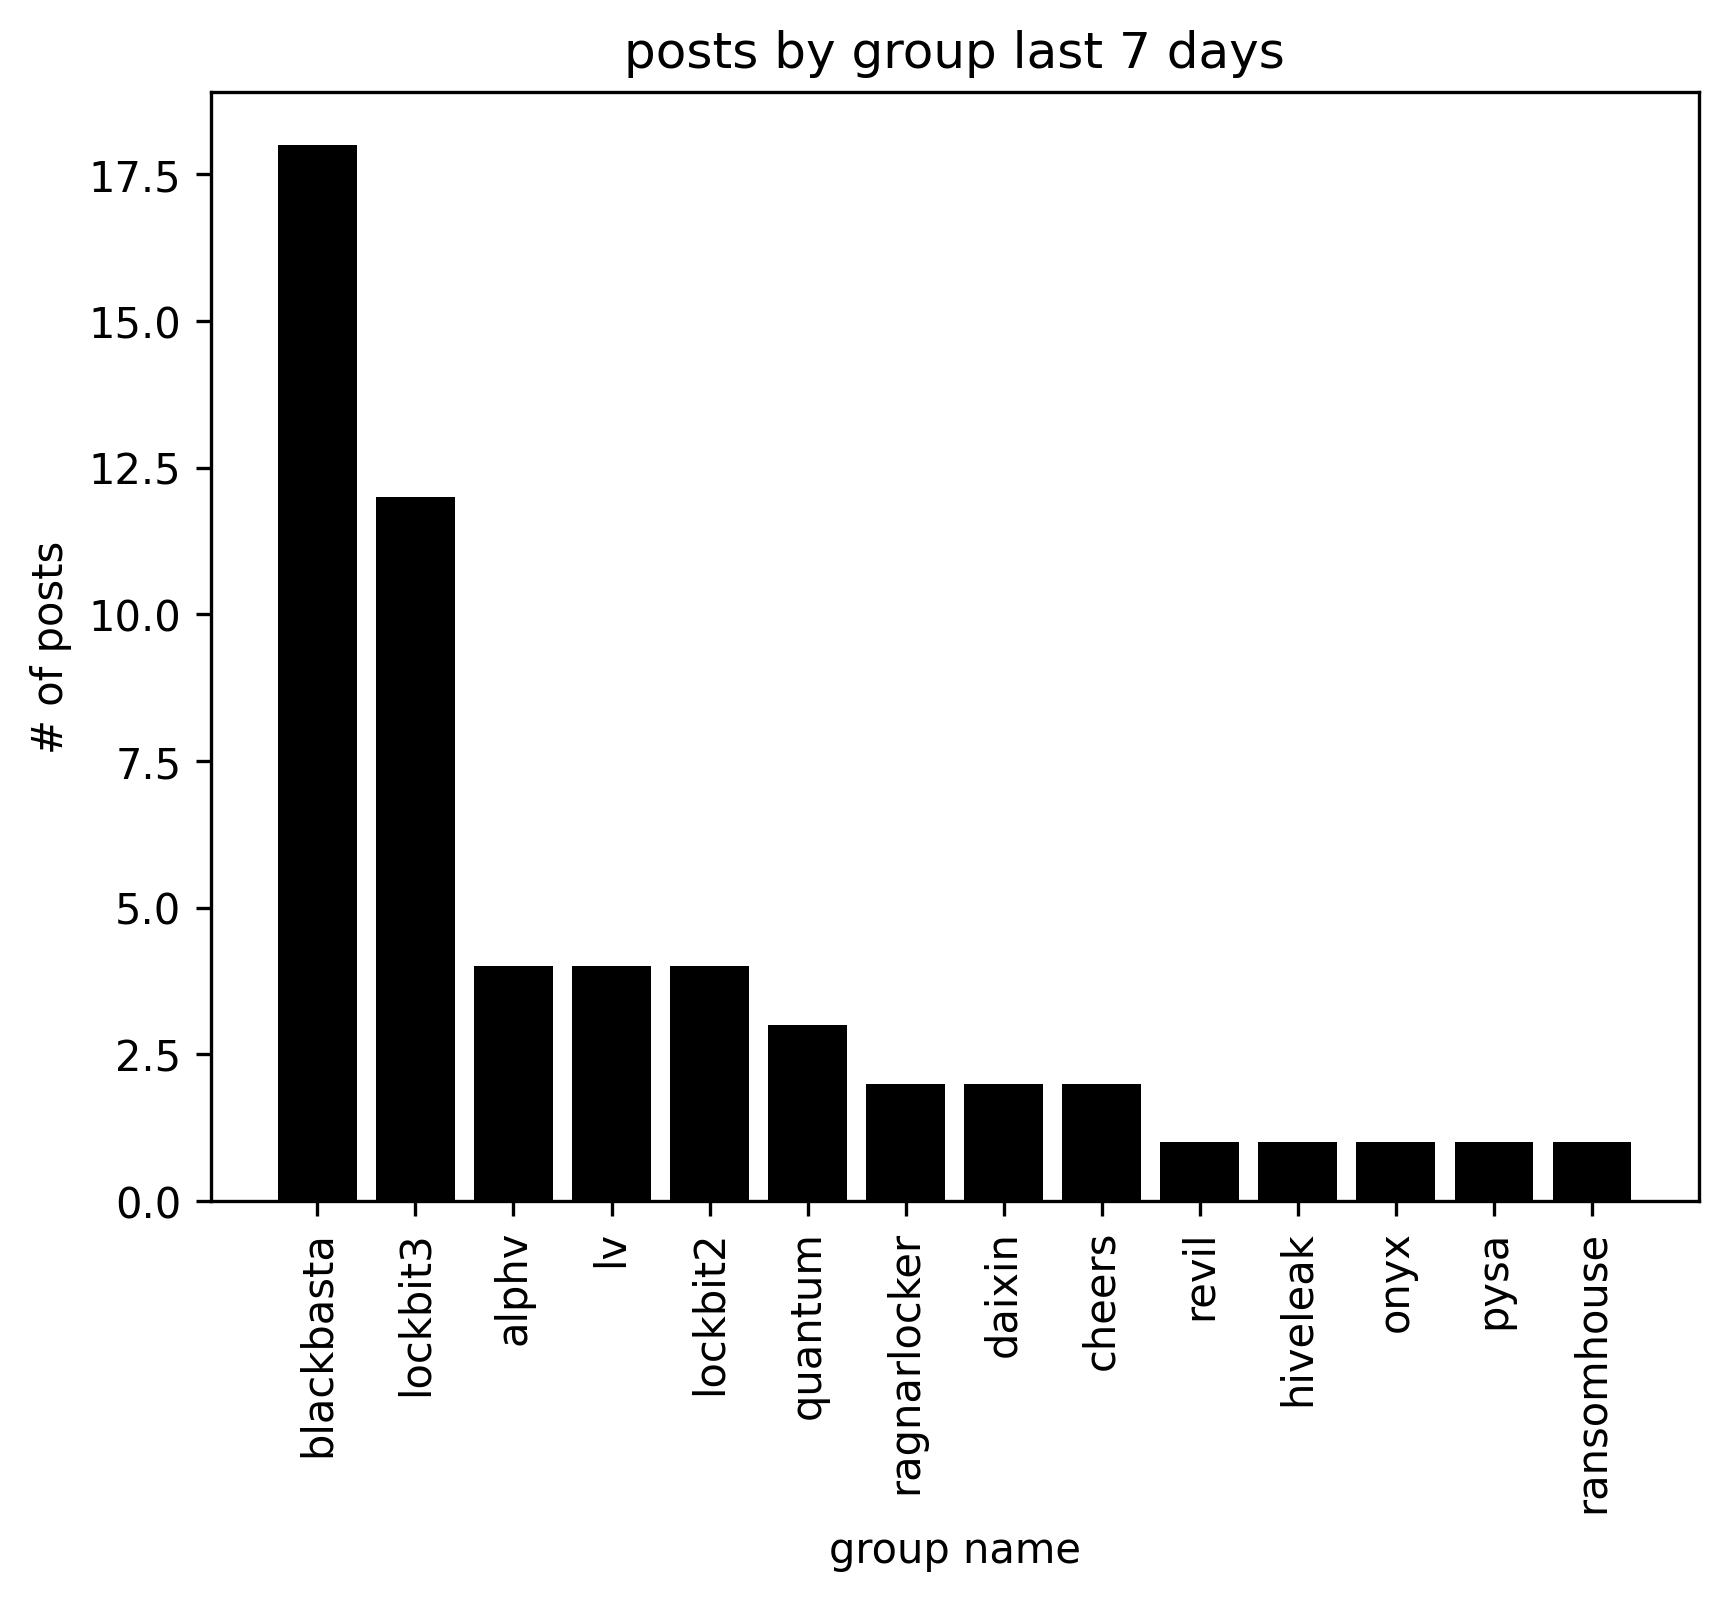 posts by group last 7 days
17.5
15.0
12.5
10.0
7.5
5.0
2.5
0.0
# of posts
blackbasta
lockbit3
alphv
lv
lockbit2
quantum
ragnarlocker
daixin
cheers
revil
hiveleak
onyx
pysa
ransomhouse
group name